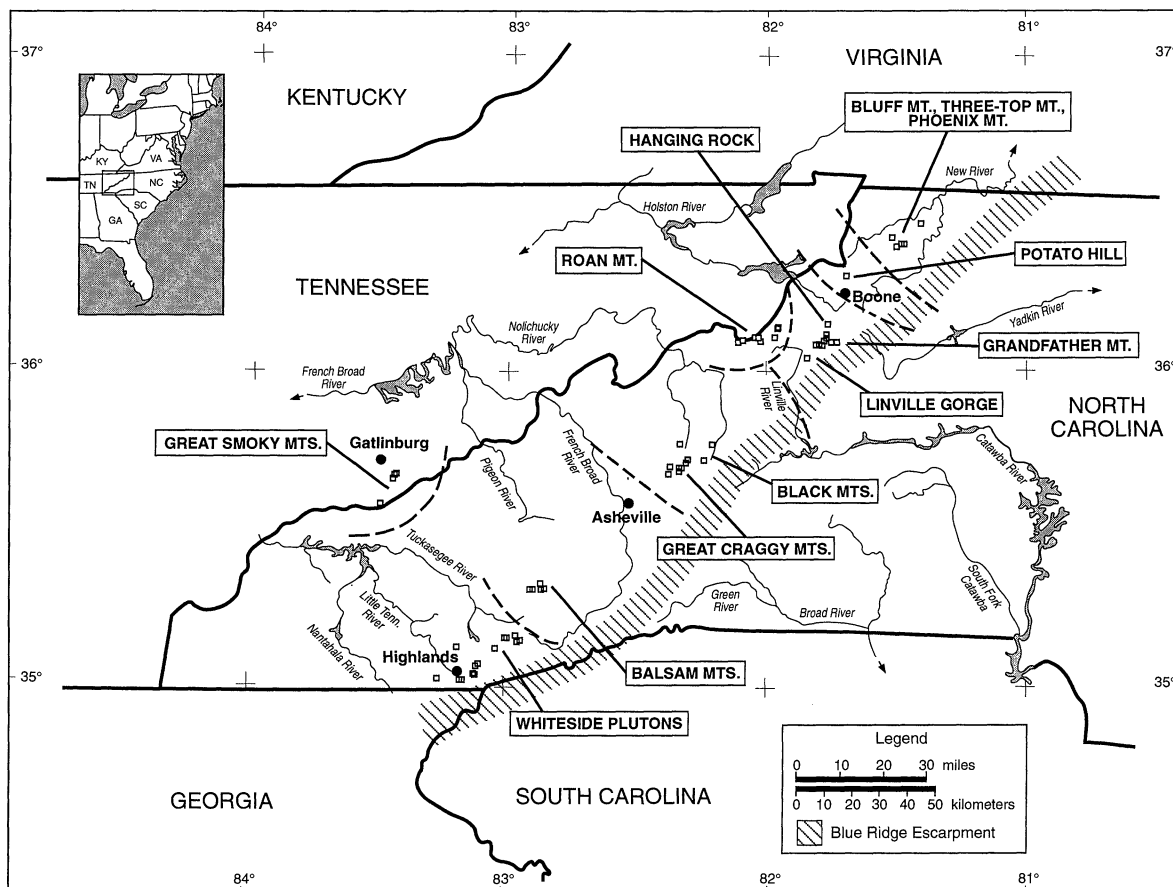 84°
83°
82°
81°
37°
37°
VIRGINIA
KENTUCKY
BLUFF MT., THREE-TOP MT.,
PHOENIX MT.
HANGING ROCK
KY
VA
TN
NC
SC
GA
New River
Holston River
ROAN MT.
POTATO HILL
TENNESSEE
Boone
Yadkin River
Nolichucky
River
36°
GRANDFATHER MT.
36°
French Broad
River
LINVILLE GORGE
Linville
River
NORTH
CAROLINA
GREAT SMOKY MTS.
Gatlinburg
French Broad
River
Pigeon River
Catawba
River
BLACK MTS.
Asheville
GREAT CRAGGY MTS.
Tuckasegee River
South Fork
Catawba
Green
River
Broad River
Little Tenn.
River
Nantahala River
Highlands
35°
BALSAM MTS.
35°
WHITESIDE PLUTONS
Legend
0 10 20 30 miles
0 10 20 30 40 50 kilometers
Blue Ridge Escarpment
GEORGIA
SOUTH CAROLINA
84°
83°
82°
81°